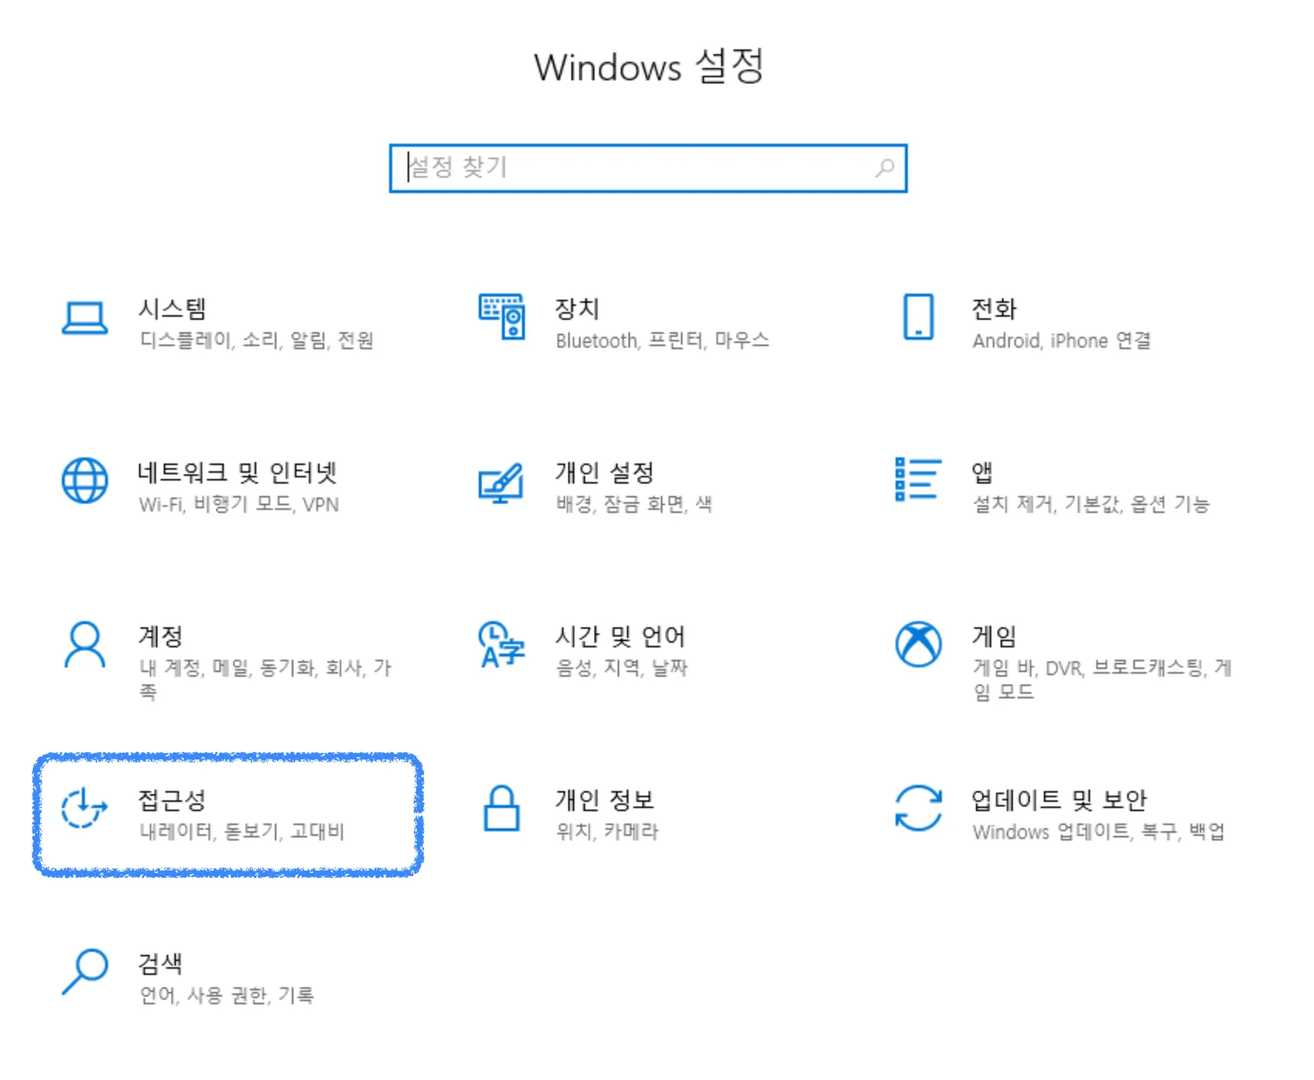 Windows 설정
설정 찾기
시스템
디스플레이, 소리, 알림, 전원
장치
Bluetooth, 프린터, 마우스
전화
Android, iPhone 연결
네트워크 및 인터넷
Wi-Fi, 비행기 모드, VPN
개인 설정
배경, 잠금 화면, 색
앱
설치 제거, 기본값, 옵션 기능
계정
내 계정, 메일, 동기화, 회사, 가
족
시간 및 언어
음성, 지역, 날짜
게임
게임 바, DVR, 브로드캐스팅, 게
임 모드
접근성
내레이터, 돋보기, 고대비
개인 정보
위치, 카메라
업데이트 및 보안
Windows 업데이트, 복구, 백업
검색
언어, 사용 권한, 기록